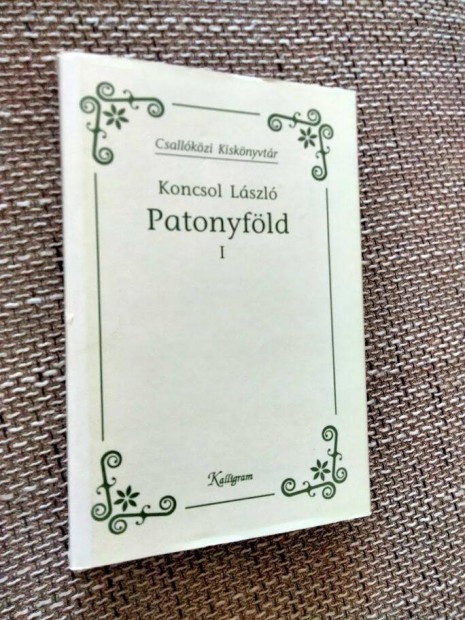 Csallóközi Kiskönyvtár
Koncsol László
Patonyföld
I
Kalligram